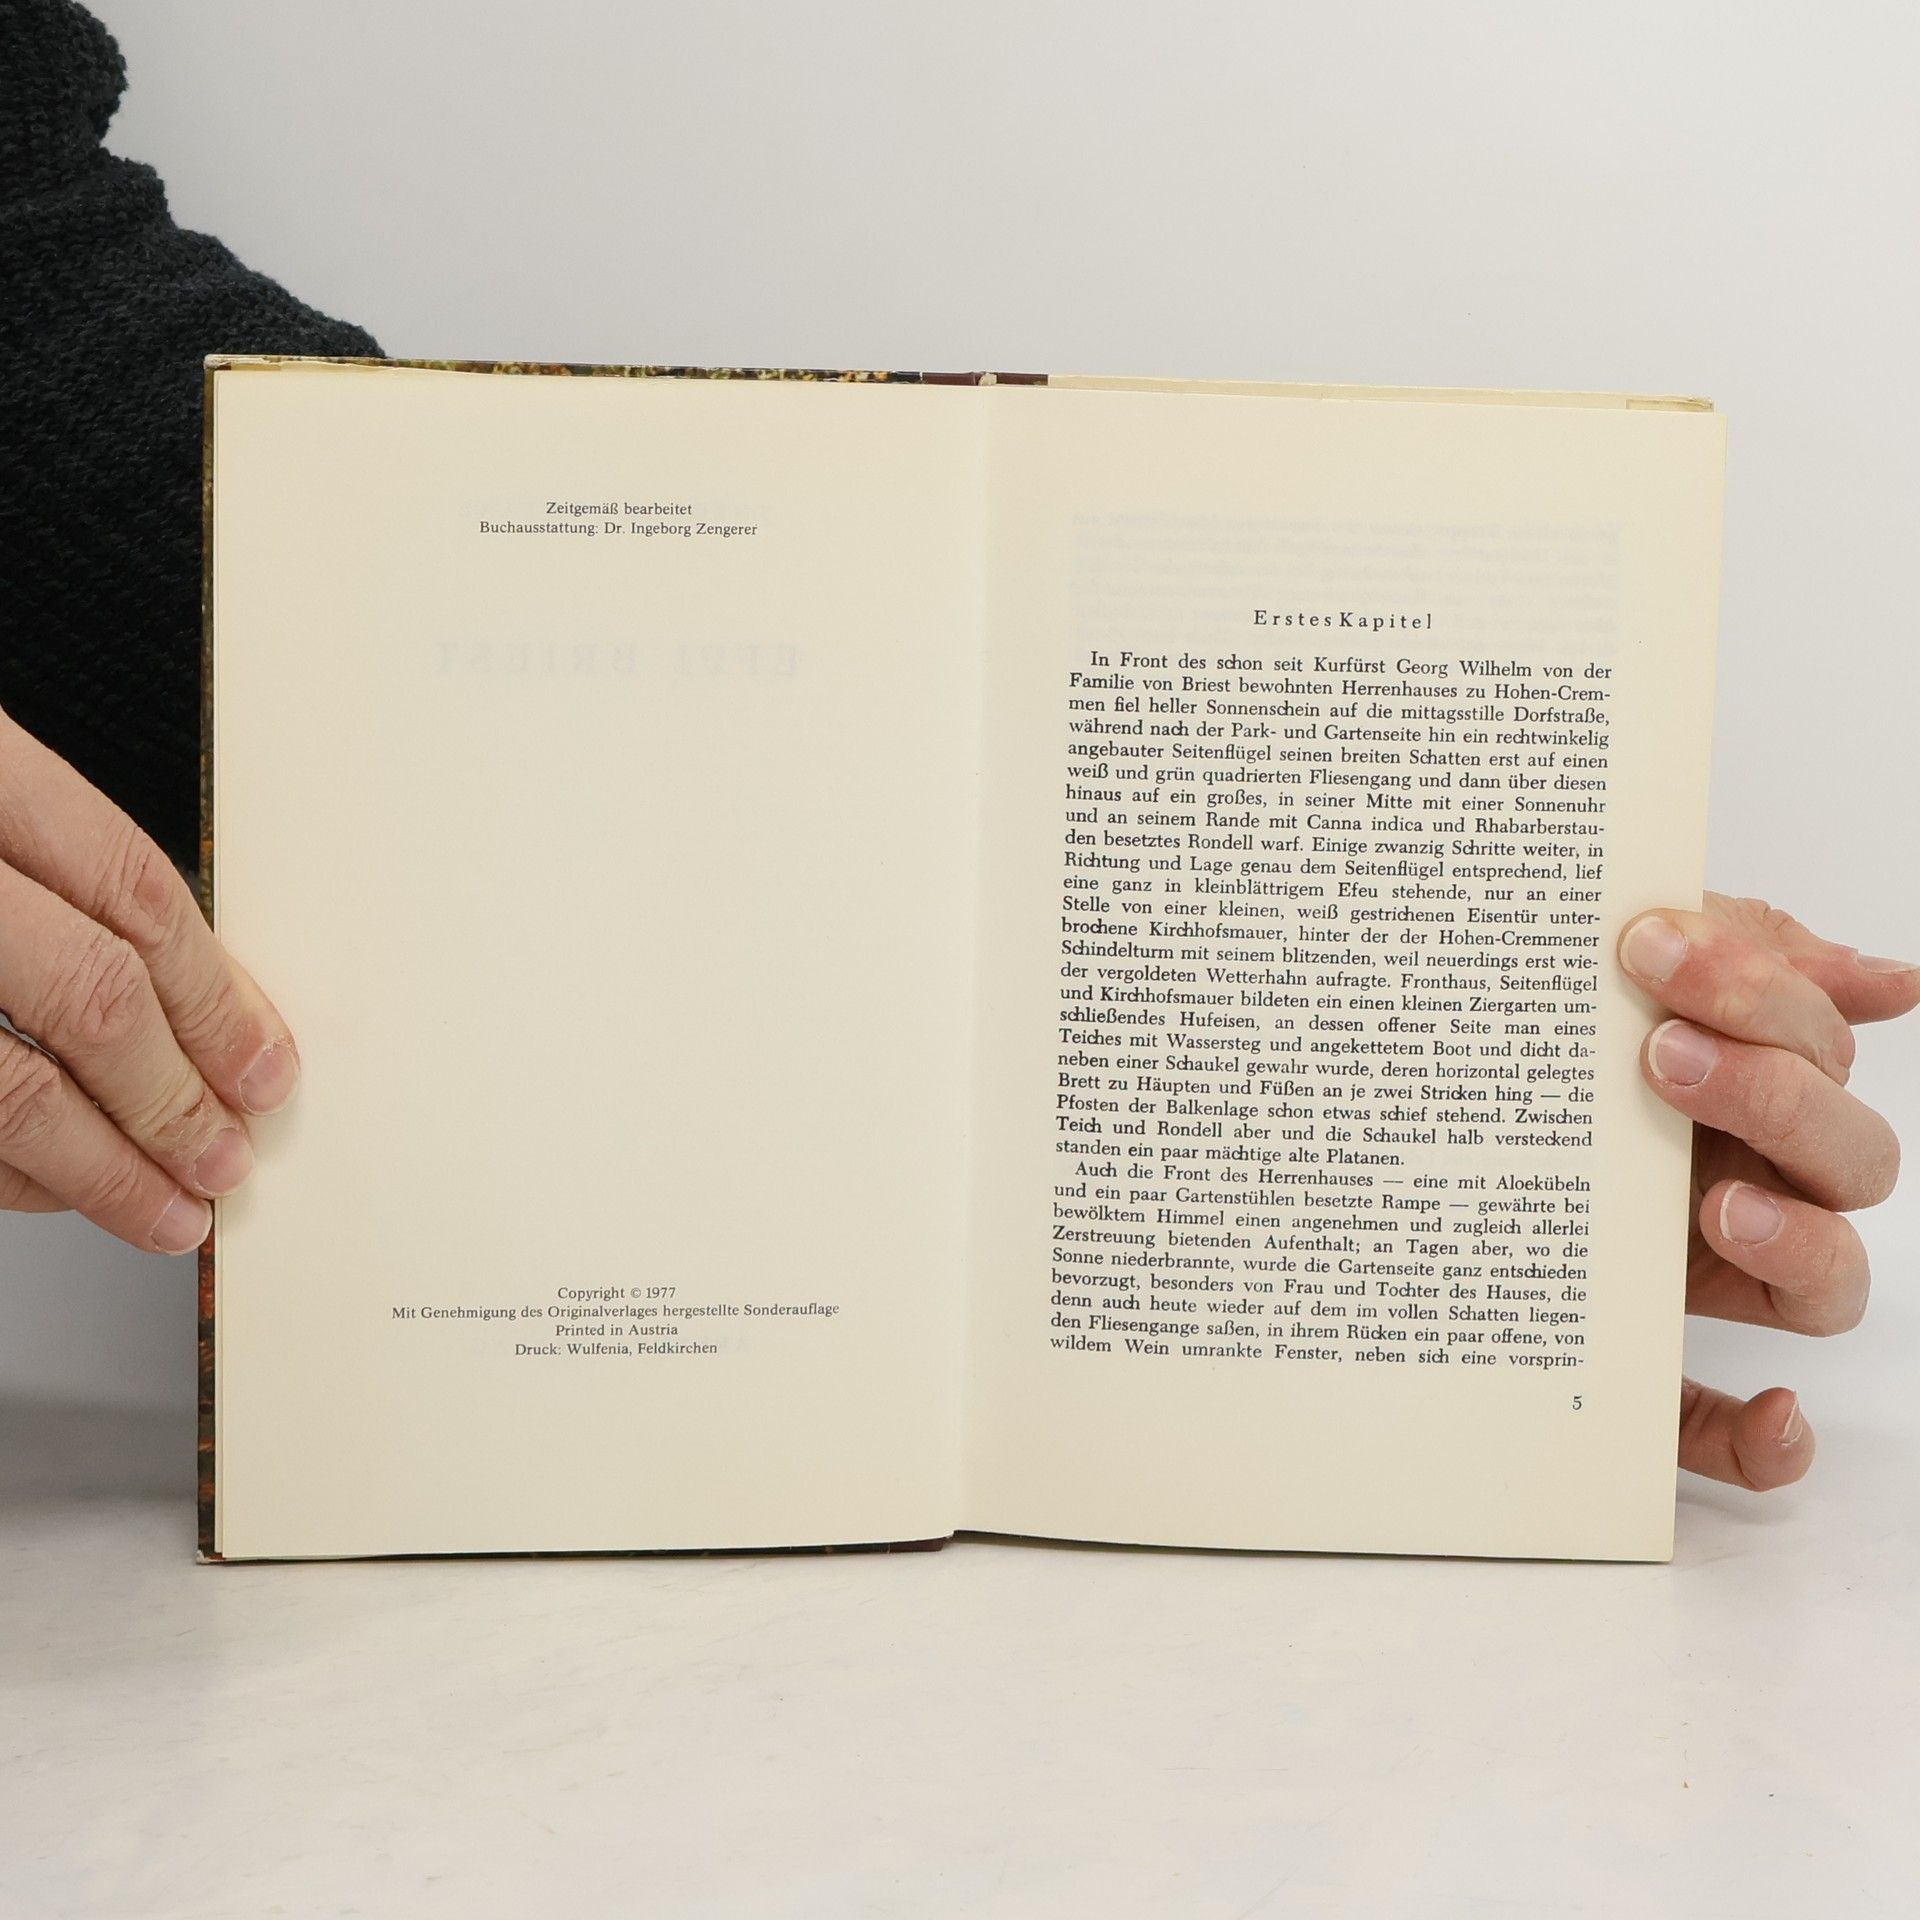 Zeitgemäß bearbeitet
Buchausstattung: Dr. Ingeborg Zengerer
EFFI BRIEST
Copyright © 1977
Mit Genehmigung des Originalverlages hergestellte Sonderauflage
Printed in Austria
Druck: Wulfenia, Feldkirchen
Erstes Kapitel
In Front des schon seit Kurfürst Georg Wilhelm von der
Familie von Briest bewohnten Herrenhauses zu Hohen-Crem-
men fiel heller Sonnenschein auf die mittagsstille Dorfstraße,
während nach der Park- und Gartenseite hin ein rechtwinkelig
angebauter Seitenflügel seinen breiten Schatten erst auf einen
weiß und grün quadrierten Fliesengang und dann über diesen
hinaus auf ein großes, in seiner Mitte mit einer Sonnenuhr
und an seinem Rande mit Canna indica und Rhabarberstau-
den besetztes Rondell warf. Einige zwanzig Schritte weiter, in
Richtung und Lage genau dem Seitenflügel entsprechend, lief
eine ganz in kleinblättrigem Efeu stehende, nur an einer
Stelle von einer kleinen, weiß gestrichenen Eisentür unter-
brochene Kirchhofsmauer, hinter der der Hohen-Cremmener
Schindelturm mit seinem blitzenden, weil neuerdings erst wie-
der vergoldeten Wetterhahn aufragte. Fronthaus, Seitenflügel
und Kirchhofsmauer bildeten ein einen kleinen Ziergarten um-
schließendes Hufeisen, an dessen offener Seite man eines
Teiches mit Wassersteg und angekettetem Boot und dicht da-
neben einer Schaukel gewahr wurde, deren horizontal gelegtes
Brett zu Häupten und Füßen an je zwei Stricken hing — die
Pfosten der Balkenlage schon etwas schief stehend. Zwischen
Teich und Rondell aber und die Schaukel halb versteckend
standen ein paar mächtige alte Platanen.
Auch die Front des Herrenhauses — eine mit Aloekübeln
und ein paar Gartenstühlen besetzte Rampe — gewährte bei
bewölktem Himmel einen angenehmen und zugleich allerlei
Zerstreuung bietenden Aufenthalt; an Tagen aber, wo die
Sonne niederbrannte, wurde die Gartenseite ganz entschieden
bevorzugt, besonders von Frau und Tochter des Hauses, die
denn auch heute wieder auf dem im vollen Schatten liegen-
den Fliesengange saßen, in ihrem Rücken ein paar offene, von
wildem Wein umrankte Fenster, neben sich eine vorsprin-
5